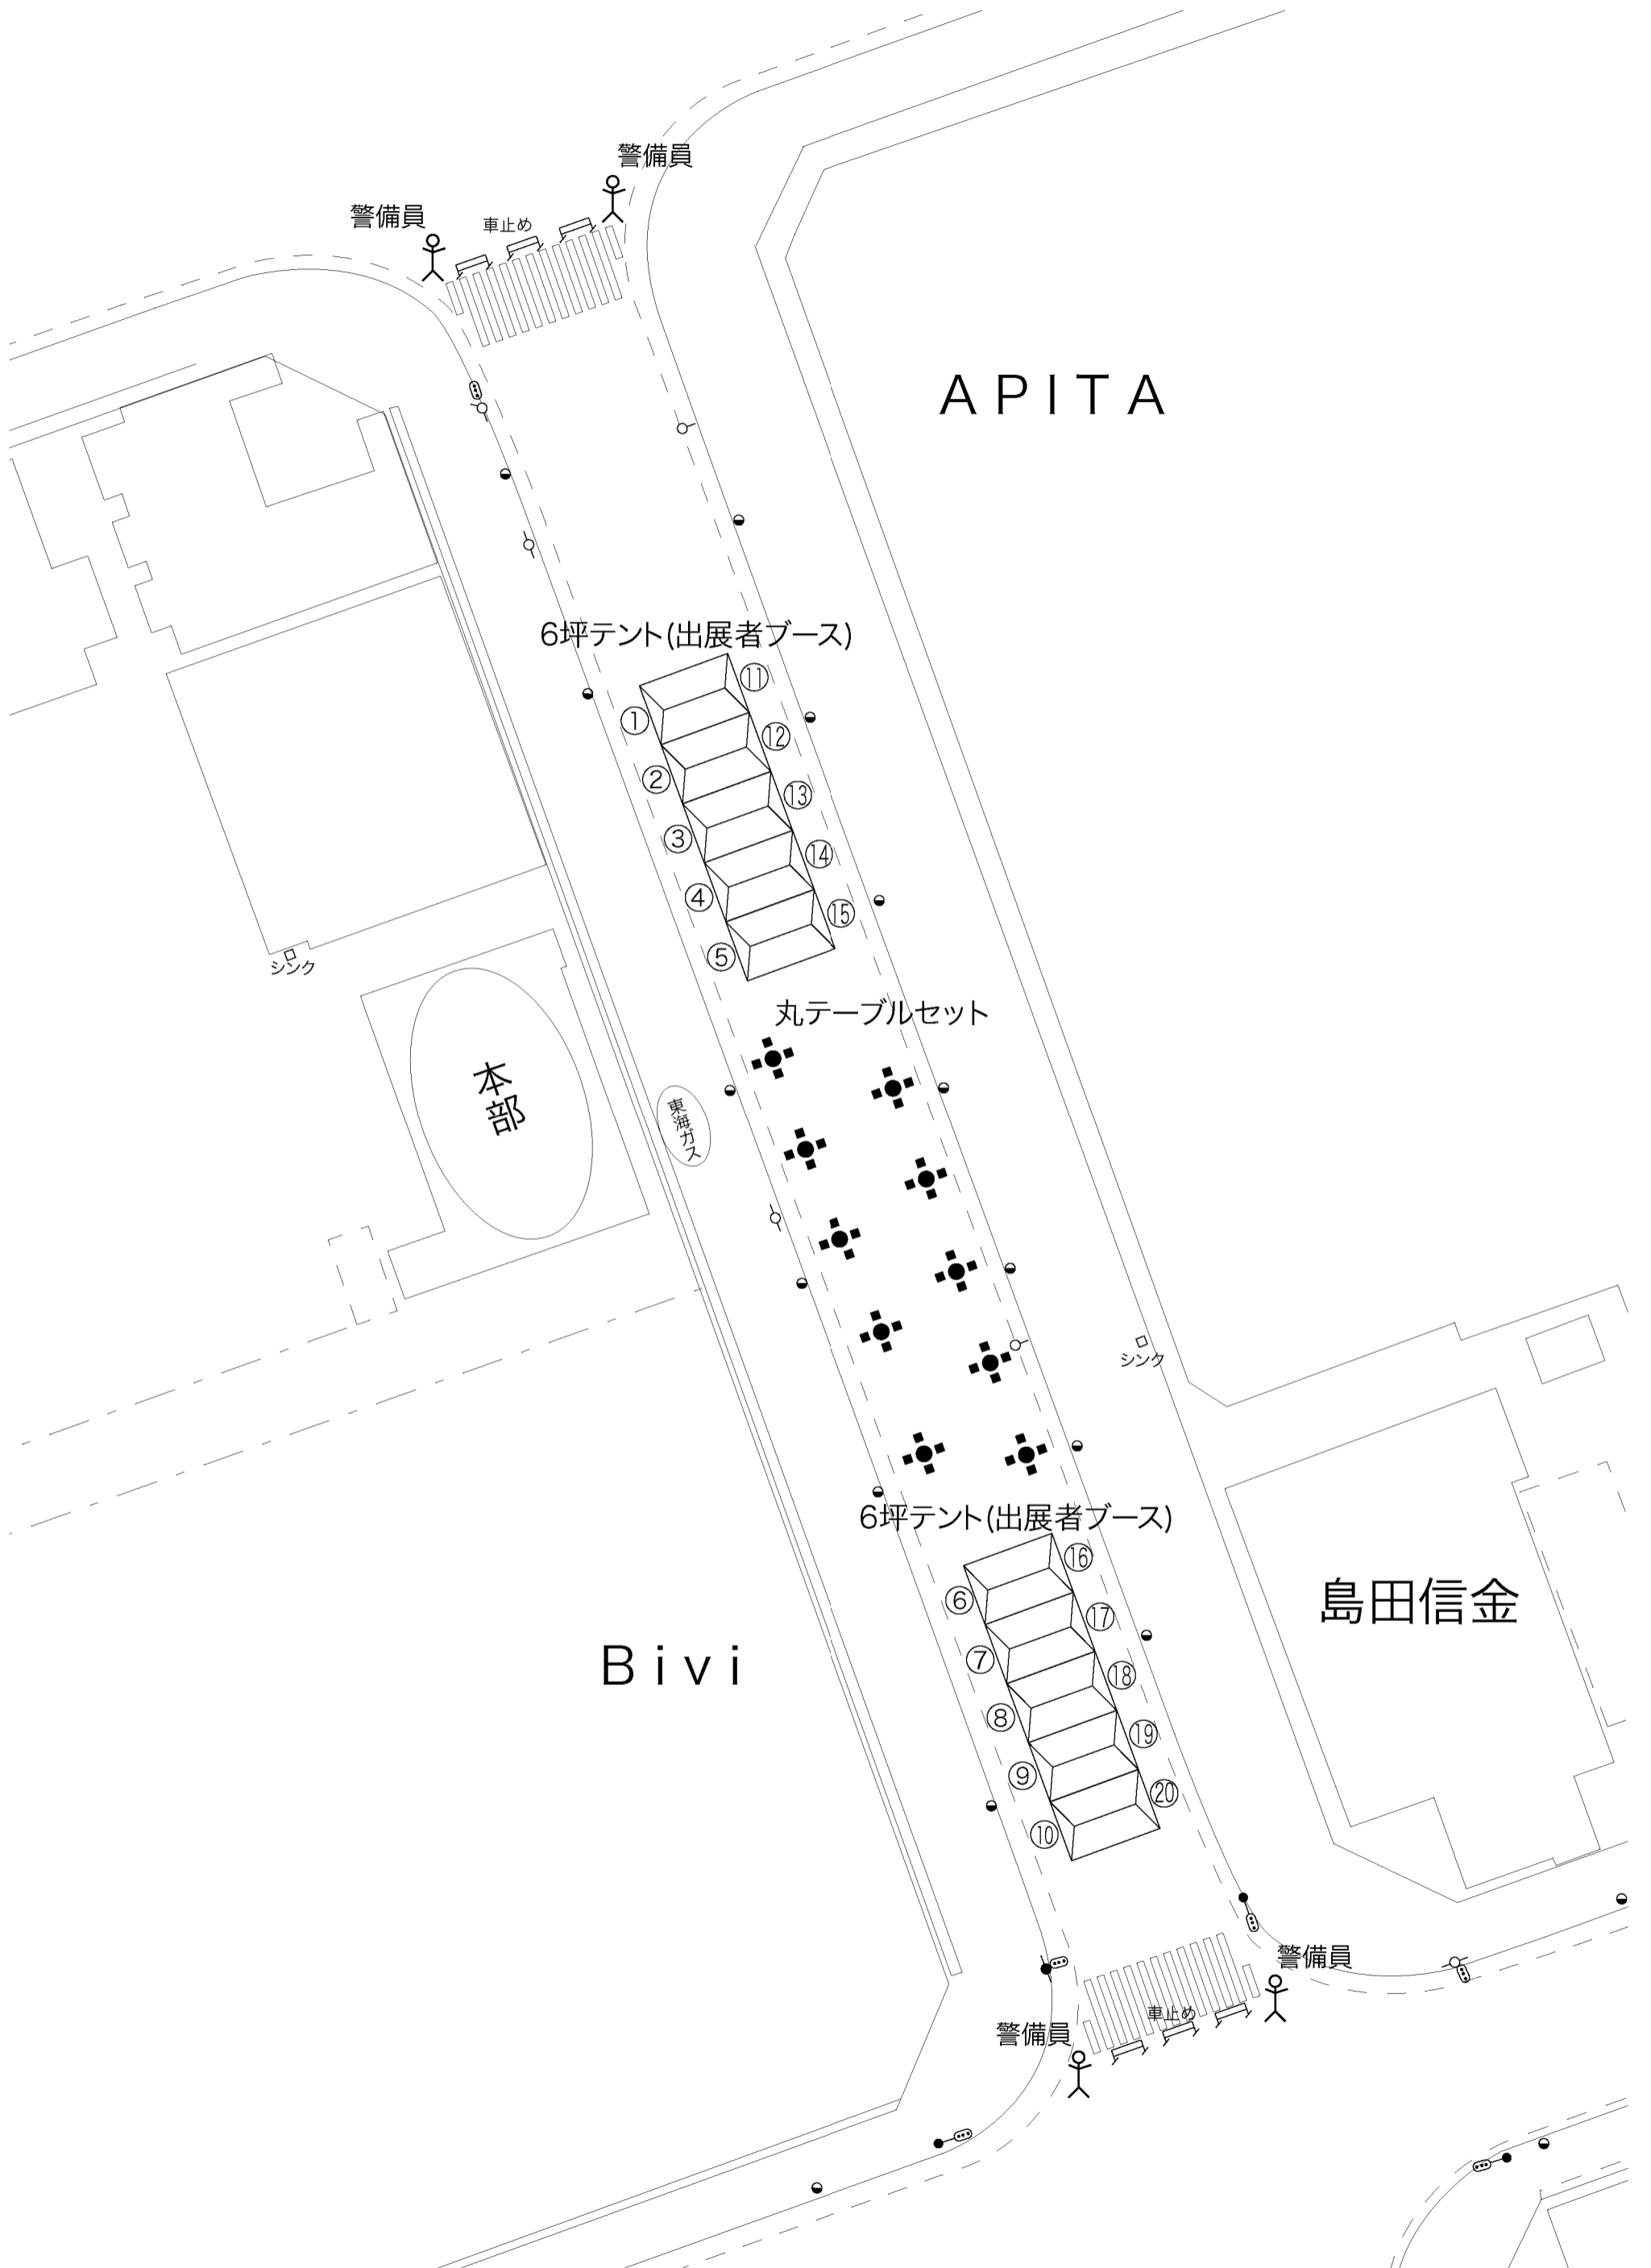 警備員
警備員
車止め
APITA
6坪テント(出展者ブース)
⑪
①
⑫
②
⑬
③
⑭
④
⑮
⑤
シンク
丸テーブルセット
本部
東海ガス
シンク
6坪テント(出展者ブース)
⑯
⑥
島田信金
⑰
⑦
Bivi
⑱
⑧
⑲
⑨
⑳
⑩
警備員
車止め
警備員